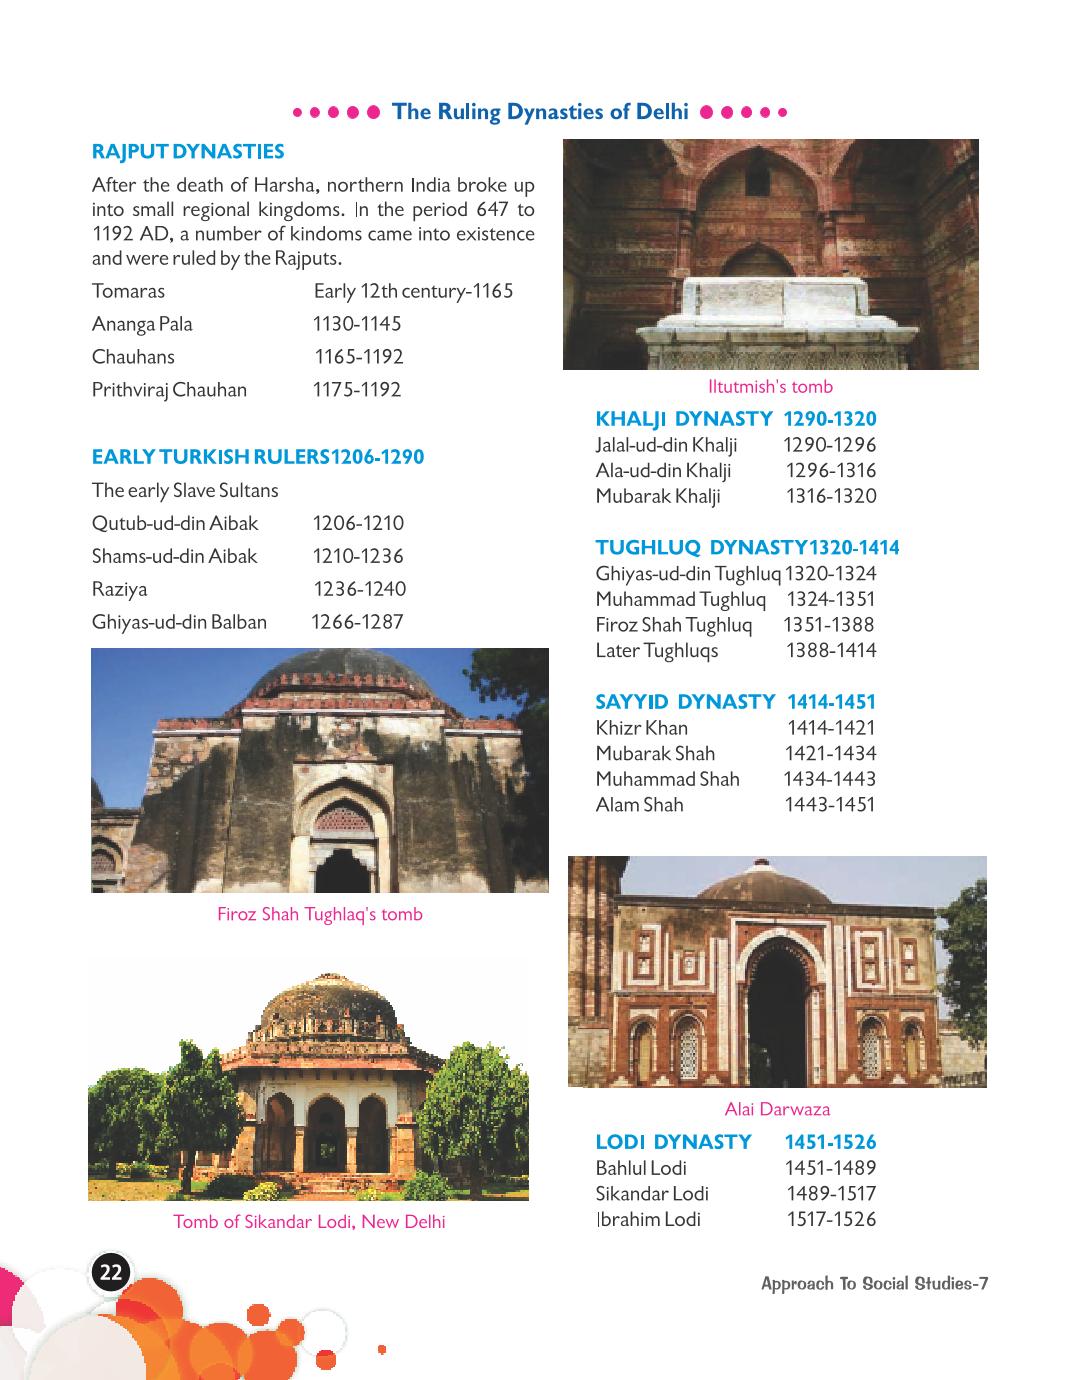 The Ruling Dynasties of Delhi
RAJPUT DYNASTIES
After the death of Harsha, northern India broke up
into small regional kingdoms. In the period 647 to
1192 AD, a number of kindoms came into existence
and were ruled by the Rajputs.
Tomaras Early 12th century-1165
Ananga Pala 1130-1145
Chauhans 1165-1192
Prithviraj Chauhan 1175-1192
EARLY TURKISH RULERS1206-1290
The early Slave Sultans
Qutub-ud-din Aibak 1206-1210
Shams-ud-din Aibak 1210-1236
Raziya 1236-1240
Ghiyas-ud-din Balban 1266-1287
Firoz Shah Tughlaq's tomb
Tomb of Sikandar Lodi, New Delhi
Iltutmish's tomb
KHALJI DYNASTY 1290-1320
Jalal-ud-din Khalji 1290-1296
Ala-ud-din Khalji 1296-1316
Mubarak Khalji 1316-1320
TUGHLUQ DYNASTY1320-1414
Ghiyas-ud-din Tughluq 1320-1324
Muhammad Tughluq 1324-1351
Firoz Shah Tughluq 1351-1388
Later Tughluqs 1388-1414
SAYYID DYNASTY 1414-1451
Khizr Khan 1414-1421
Mubarak Shah 1421-1434
Muhammad Shah 1434-1443
Alam Shah 1443-1451
Alai Darwaza
LODI DYNASTY 1451-1526
Bahlul Lodi 1451-1489
Sikandar Lodi 1489-1517
Ibrahim Lodi 1517-1526
22
Approach To Social Studies-7